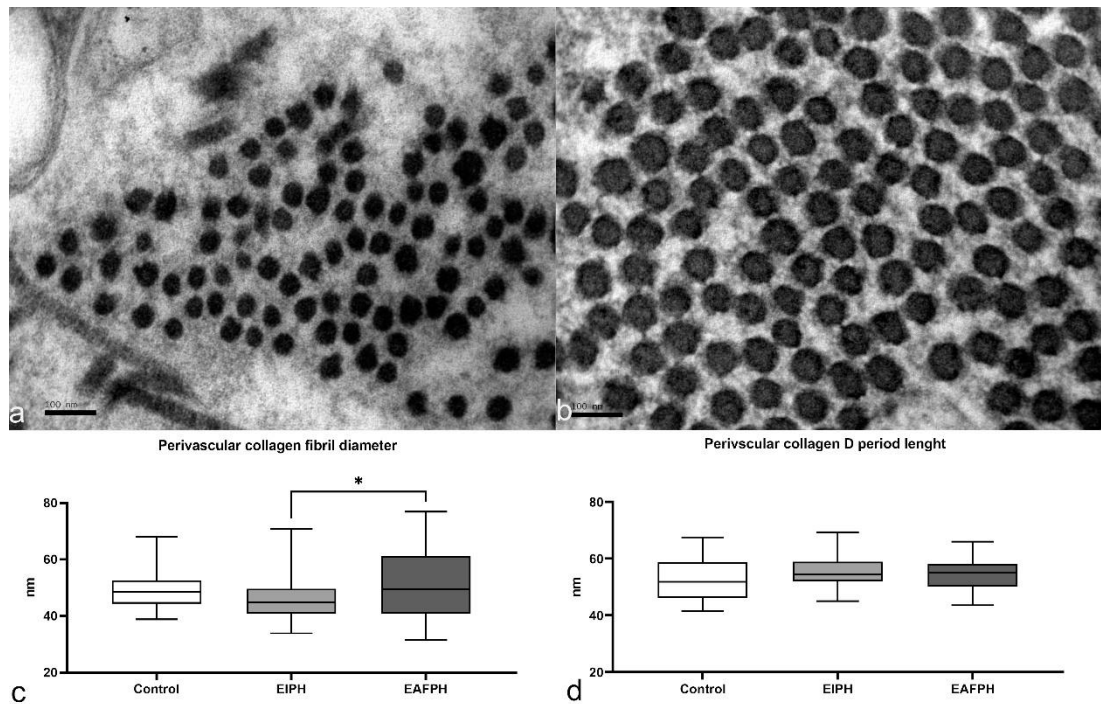 a
100 nm
b
100 nm
Perivascular collagen fibril diameter
Perivscular collagen D period lenght
*
80
60
40
20
nm
Control
EIPH
EAFPH
c
80
60
40
20
nm
Control
EIPH
EAFPH
d